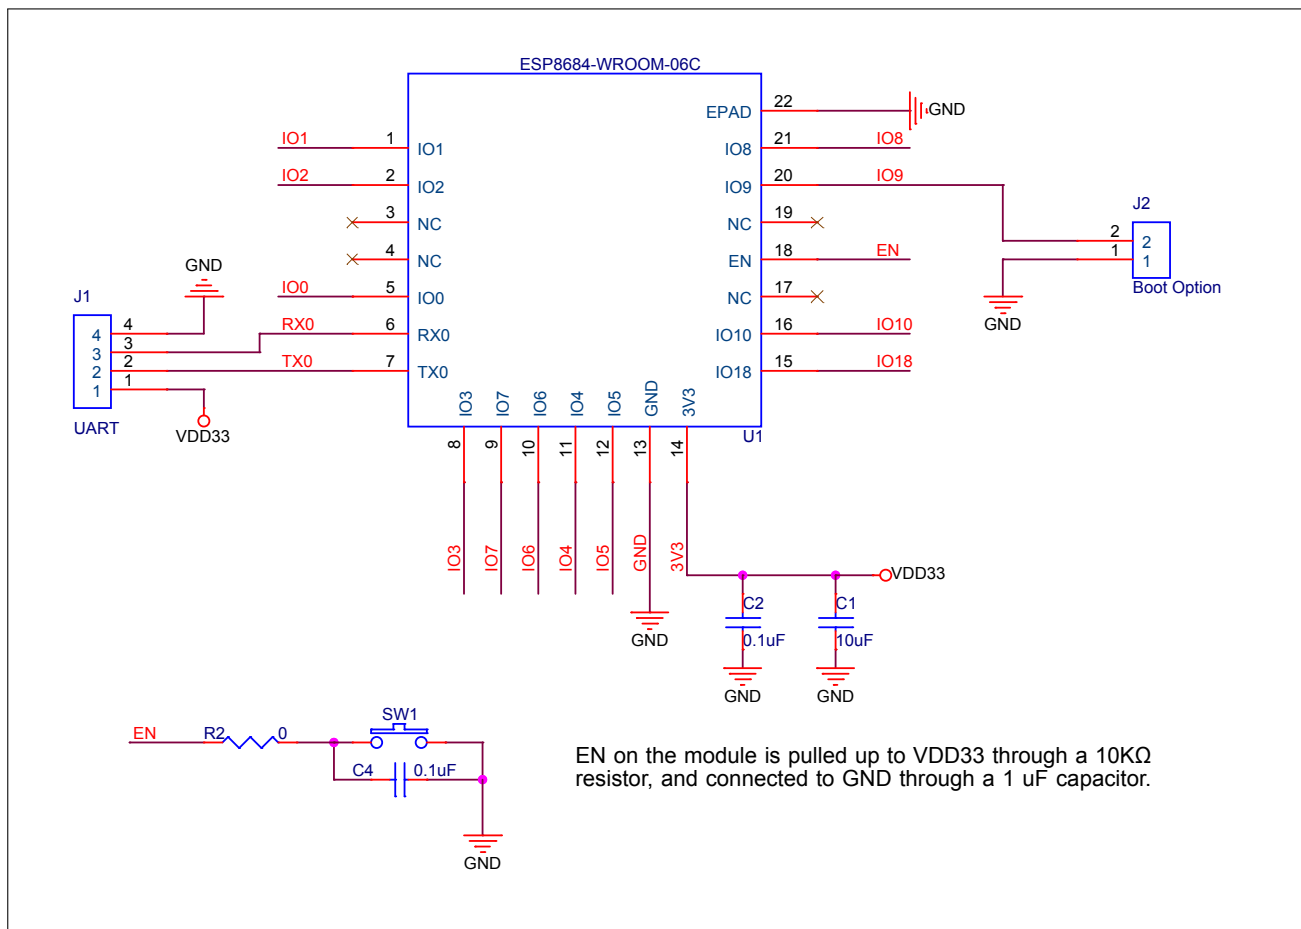 ESP8684-WROOM-06C
EPAD 22 GND
IO1 1 IO1
IO8 21 IO8
IO2 2 IO2
IO9 20 IO9
3 NC
NC 19
J2
2 2
1 1
Boot Option
GND
4 NC
EN 18 EN
GND
IO0 5 IO0
NC 17
J1
4 4
3 3
2 2
1 1
UART
VDD33
RX0 6 RX0
IO10 16 IO10
TX0 7 TX0
IO18 15 IO18
IO3 IO7 IO6 IO4 IO5 GND 3V3
U1
8 9 10 11 12 13 14
IO3 IO7 IO6 IO4 IO5 GND 3V3
VDD33
C2 C1
0.1uF 10uF
GND
GND GND
SW1
EN R2 0
C4 0.1uF
GND
EN on the module is pulled up to VDD33 through a 10KΩ
resistor, and connected to GND through a 1 uF capacitor.